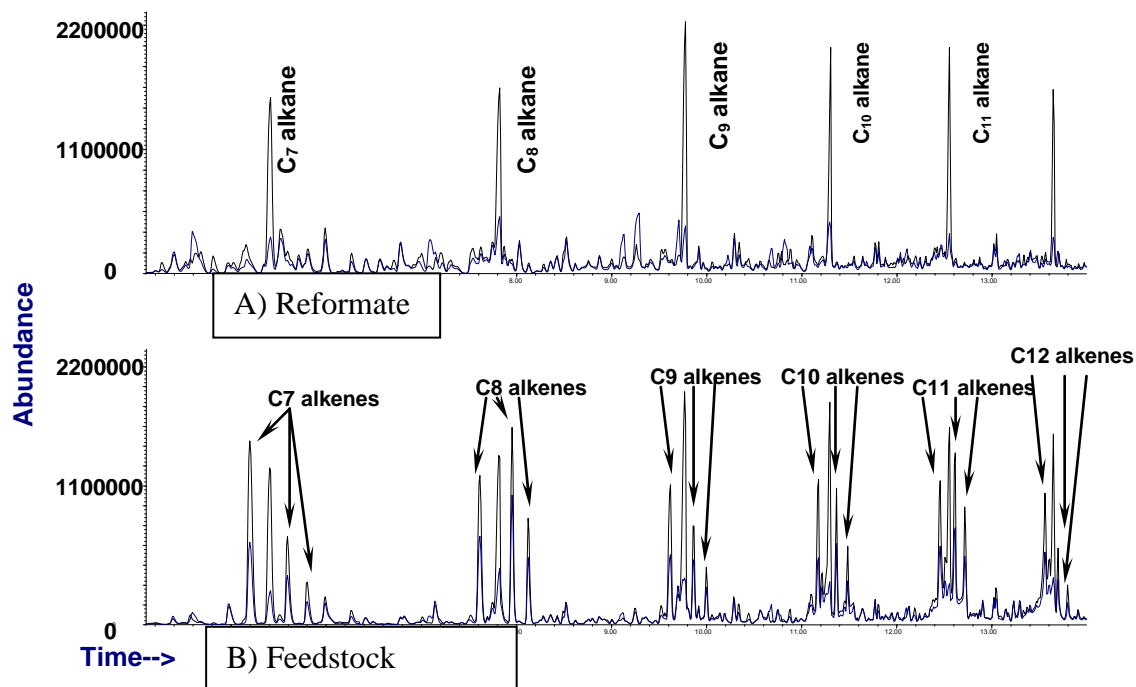 2200000
C₇ alkane
C₈ alkane
C₉ alkane
C₁₀ alkane
C₁₁ alkane
1100000
0
8.00 9.00 10.00 11.00 12.00 13.00
A) Reformate
Abundance
2200000
C7 alkenes
C8 alkenes
C9 alkenes
C10 alkenes
C11 alkenes
C12 alkenes
1100000
0
9.00 10.00 11.00 12.00 13.00
Time-->
B) Feedstock